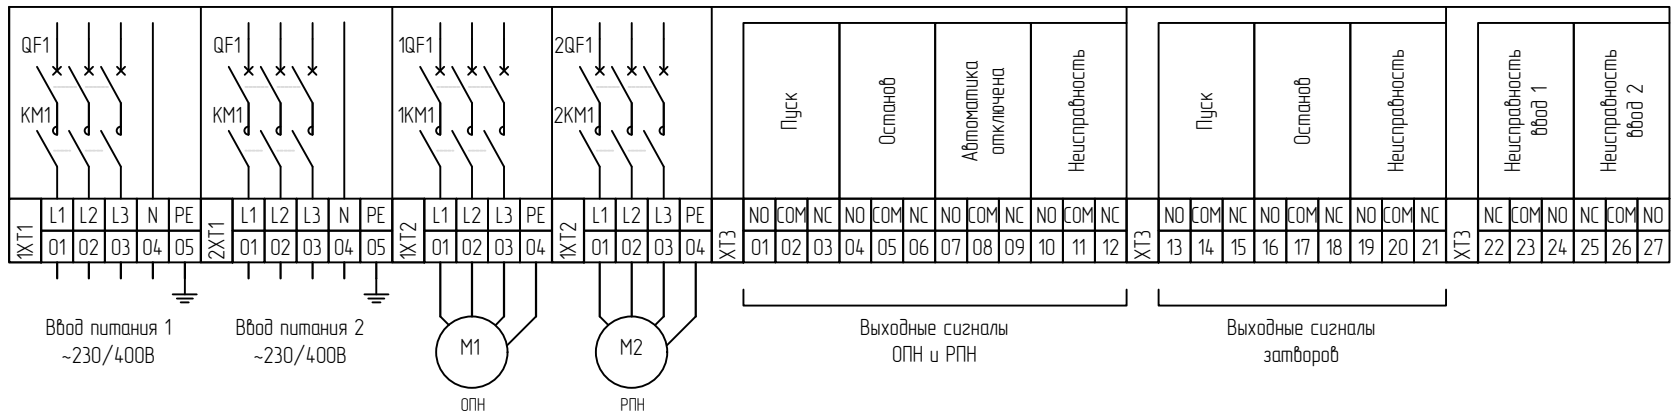 QF1 QF1 1QF1 2QF1
KM1 KM1 1KM1 2KM1
Пуск
Останов
Автоматика
отключена
Неисправность
Пуск
Останов
Неисправность
Неисправность
ввод 1
Неисправность
ввод 2
1XT1 L1 L2 L3 N PE
01 02 03 04 05
2XT1 L1 L2 L3 N PE
01 02 03 04 05
1XT2 L1 L2 L3 PE
01 02 03 04
1XT2 L1 L2 L3 PE
01 02 03 04
XT3 NO COM NC NO COM NC NO COM NC NO COM NC
01 02 03 04 05 06 07 08 09 10 11 12
XT3 NO COM NC NO COM NC NO COM NC
13 14 15 16 17 18 19 20 21
XT3 NC COM NO NC COM NO
22 23 24 25 26 27
Ввод питания 1
~230/400В
Ввод питания 2
~230/400В
M1
ОПН
M2
РПН
Выходные сигналы
ОПН и РПН
Выходные сигналы
затворов